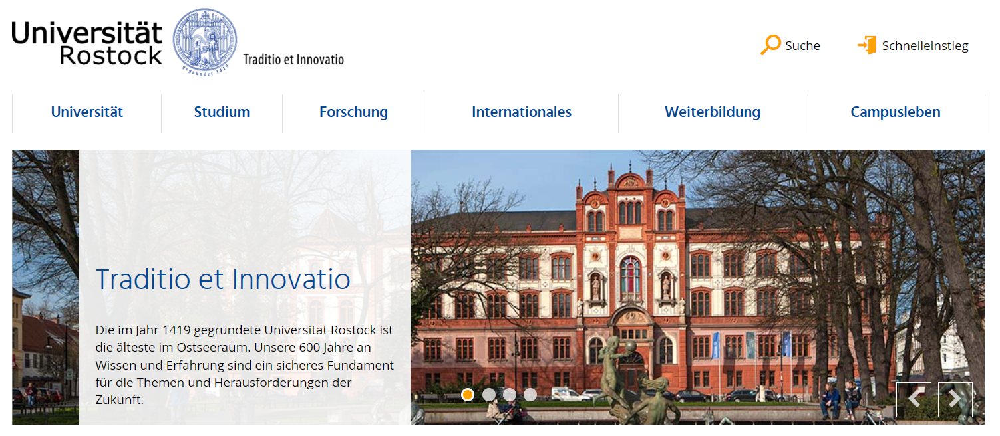 Universität
Rostock
gegründet 1419
Traditio et Innovatio
Suche
Schnelleinstieg
Universität
Studium
Forschung
Internationales
Weiterbildung
Campusleben
Traditio et Innovatio
Die im Jahr 1419 gegründete Universität Rostock ist
die älteste im Ostseeraum. Unsere 600 Jahre an
Wissen und Erfahrung sind ein sicheres Fundament
für die Themen und Herausforderungen der
Zukunft.